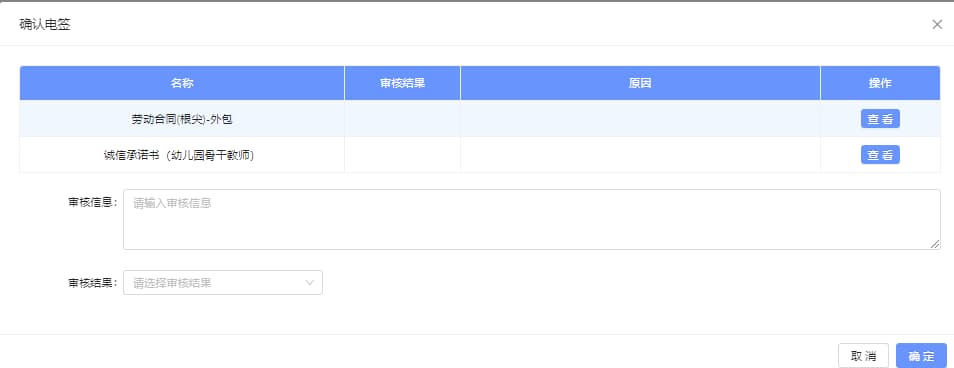 确认电签
名称 审核结果 原因 操作
劳动合同(根尖)-外包 查 看
诚信承诺书（幼儿园骨干教师） 查 看
审核信息: 请输入审核信息
审核结果: 请选择审核结果
取 消 确 定